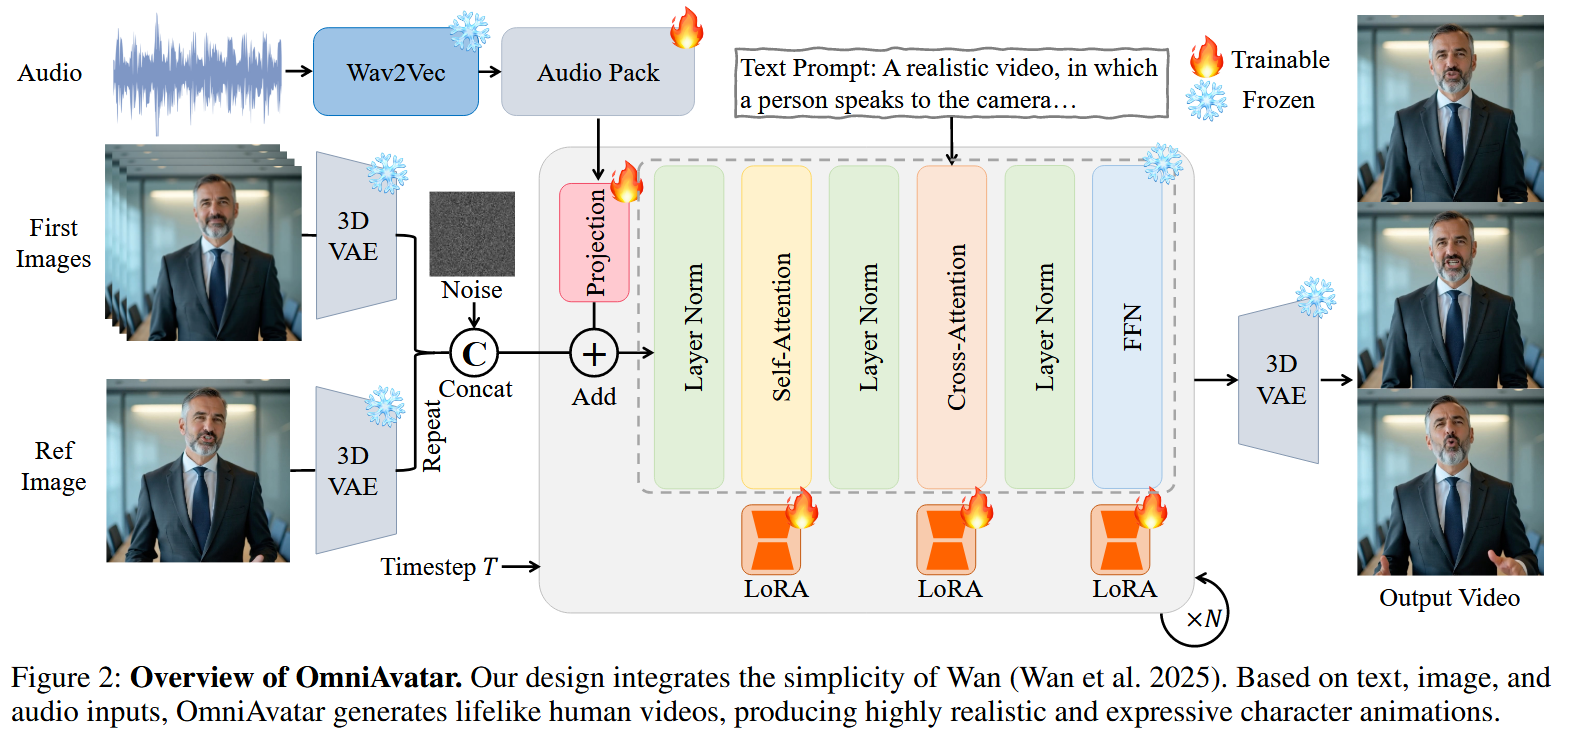 Audio
Wav2Vec
Audio Pack
Text Prompt: A realistic video, in which
a person speaks to the camera…
Trainable
Frozen
First
Images
3D
VAE
Noise
Projection
Layer Norm
Self-Attention
Layer Norm
Cross-Attention
Layer Norm
FFN
C
Concat
+
Add
Repeat
Ref
Image
3D
VAE
Timestep T
LoRA
LoRA
LoRA
×N
3D
VAE
Output Video
Figure 2: Overview of OmniAvatar. Our design integrates the simplicity of Wan (Wan et al. 2025). Based on text, image, and
audio inputs, OmniAvatar generates lifelike human videos, producing highly realistic and expressive character animations.